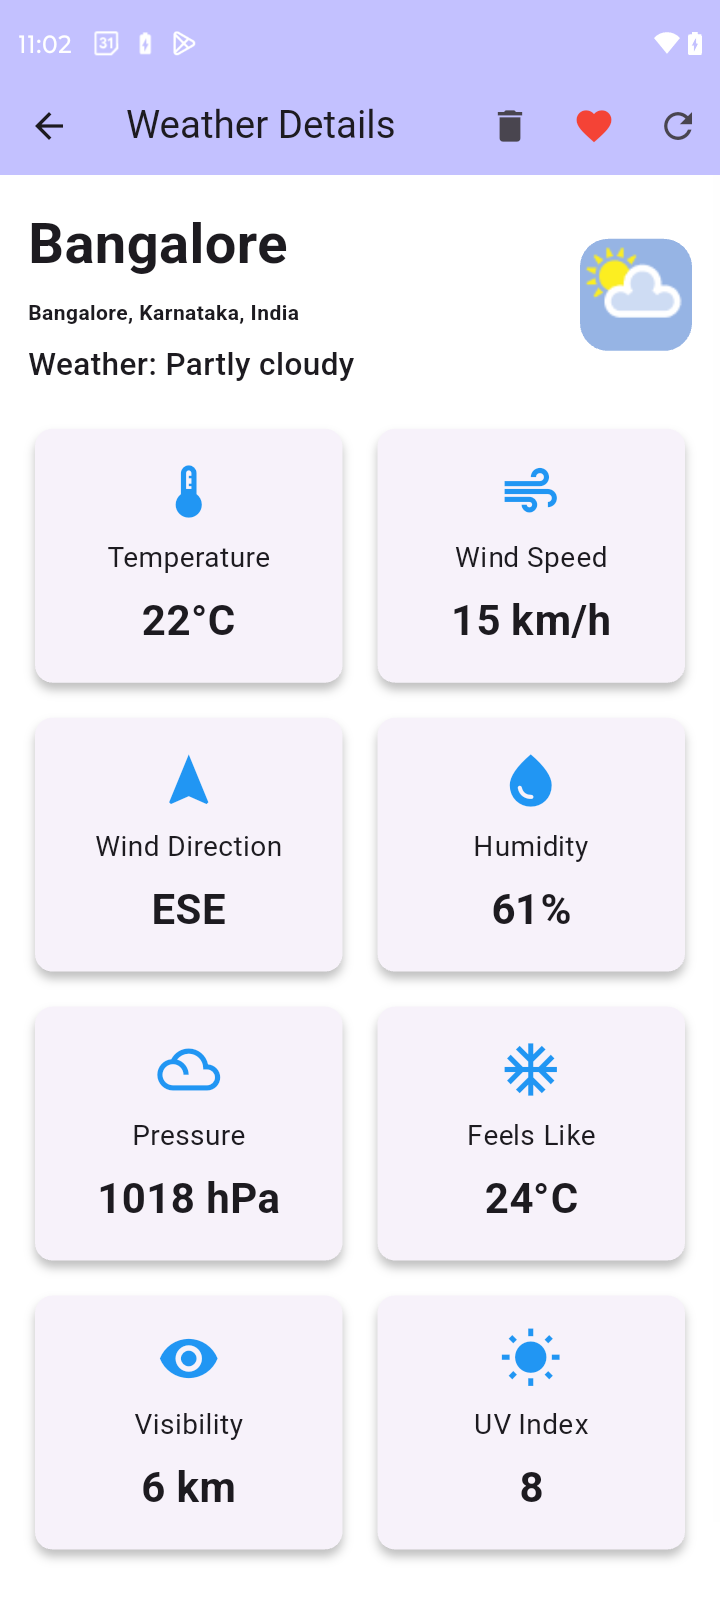 11:02
31
Weather Details
Bangalore
Bangalore, Karnataka, India
Weather: Partly cloudy
Temperature
22°C
Wind Speed
15 km/h
Wind Direction
ESE
Humidity
61%
Pressure
1018 hPa
Feels Like
24°C
Visibility
6 km
UV Index
8